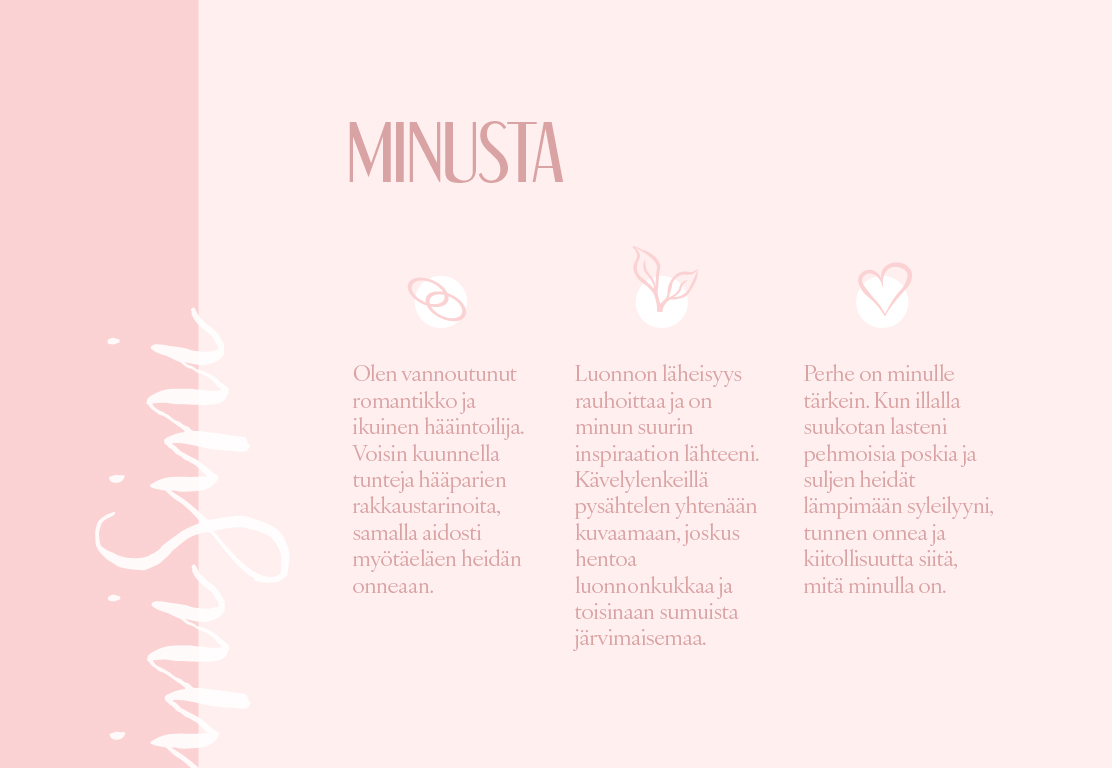 MINUSTA
Olen vannoutunut
romantikko ja
ikuinen hääintoilija.
Voisin kuunnella
tunteja hääparien
rakkaustarinoita,
samalla aidosti
myötäeläen heidän
onneaan.
Luonnon läheisyys
rauhoittaa ja on
minun suurin
inspiraation lähteeni.
Kävelylenkeillä
pysähtelen yhtenään
kuvaamaan, joskus
hentoa
luonnonkukkaa ja
toisinaan sumuista
järvimaisemaa.
Perhe on minulle
tärkein. Kun illalla
suukotan lasteni
pehmoisia poskia ja
suljen heidät
lämpimään syleilyyni,
tunnen onnea ja
kiitollisuutta siitä,
mitä minulla on.
iniSini